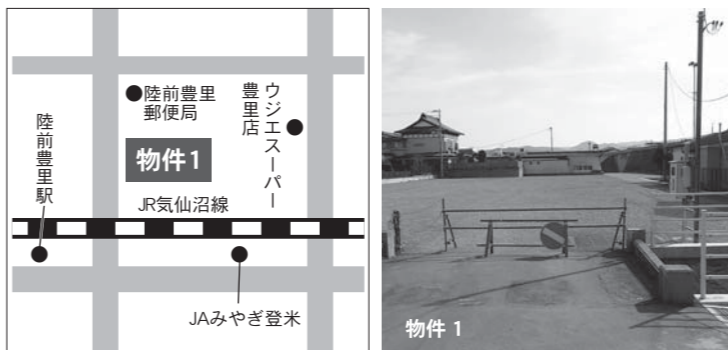 陸前豊里
郵便局
ウジエスーパー
豊里店
物件1
陸前豊里駅
JR気仙沼線
JAみやぎ登米
物件 1